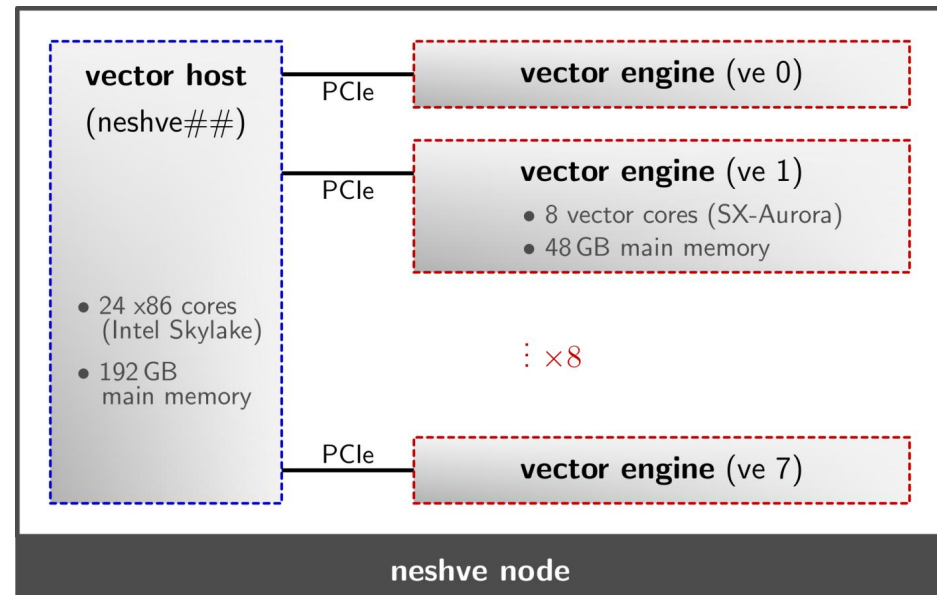 vector host
(neshve##)
• 24 x86 cores
(Intel Skylake)
• 192 GB
main memory
PCIe
vector engine (ve 0)
PCIe
vector engine (ve 1)
• 8 vector cores (SX-Aurora)
• 48 GB main memory
⋮ ×8
PCIe
vector engine (ve 7)
neshve node